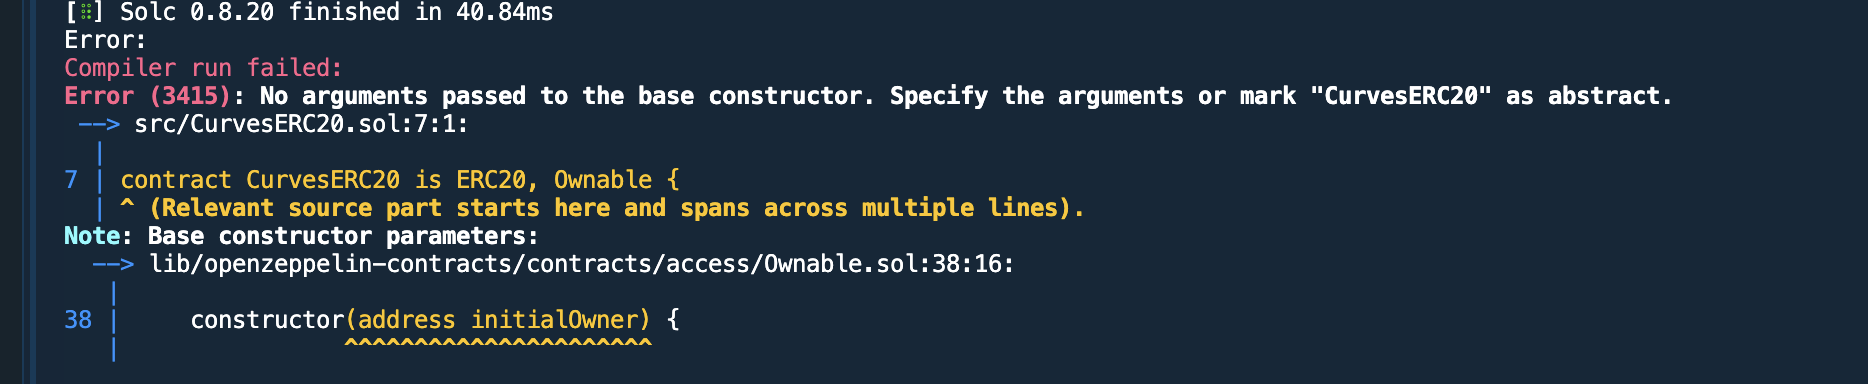 [⠿] Solc 0.8.20 finished in 40.84ms
Error:
Compiler run failed:
Error (3415): No arguments passed to the base constructor. Specify the arguments or mark "CurvesERC20" as abstract.
 --> src/CurvesERC20.sol:7:1:
  |
7 | contract CurvesERC20 is ERC20, Ownable {
  | ^ (Relevant source part starts here and spans across multiple lines).
Note: Base constructor parameters:
  --> lib/openzeppelin-contracts/contracts/access/Ownable.sol:38:16:
   |
38 |     constructor(address initialOwner) {
   |                ^^^^^^^^^^^^^^^^^^^^^^